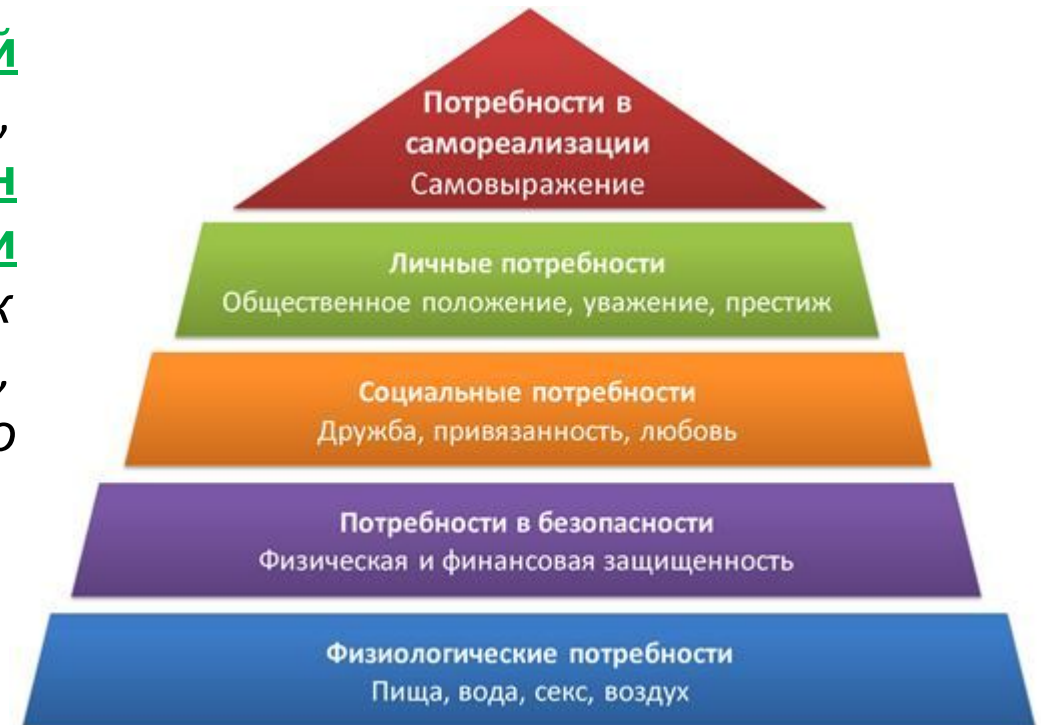 й
,
н
и
к
,
о
Потребности в
самореализации
Самовыражение
Личные потребности
Общественное положение, уважение, престиж
Социальные потребности
Дружба, привязанность, любовь
Потребности в безопасности
Физическая и финансовая защищенность
Физиологические потребности
Пища, вода, секс, воздух